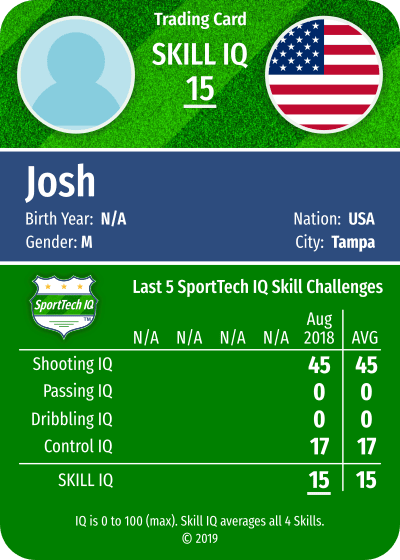 Trading Card
SKILL IQ
15
Josh
Birth Year: N/A
Nation: USA
Gender: M
City: Tampa
SportTech IQ
TM
Last 5 SportTech IQ Skill Challenges
N/A N/A N/A N/A Aug 2018 AVG
Shooting IQ 45 45
Passing IQ 0 0
Dribbling IQ 0 0
Control IQ 17 17
SKILL IQ 15 15
IQ is 0 to 100 (max). Skill IQ averages all 4 Skills.
© 2019